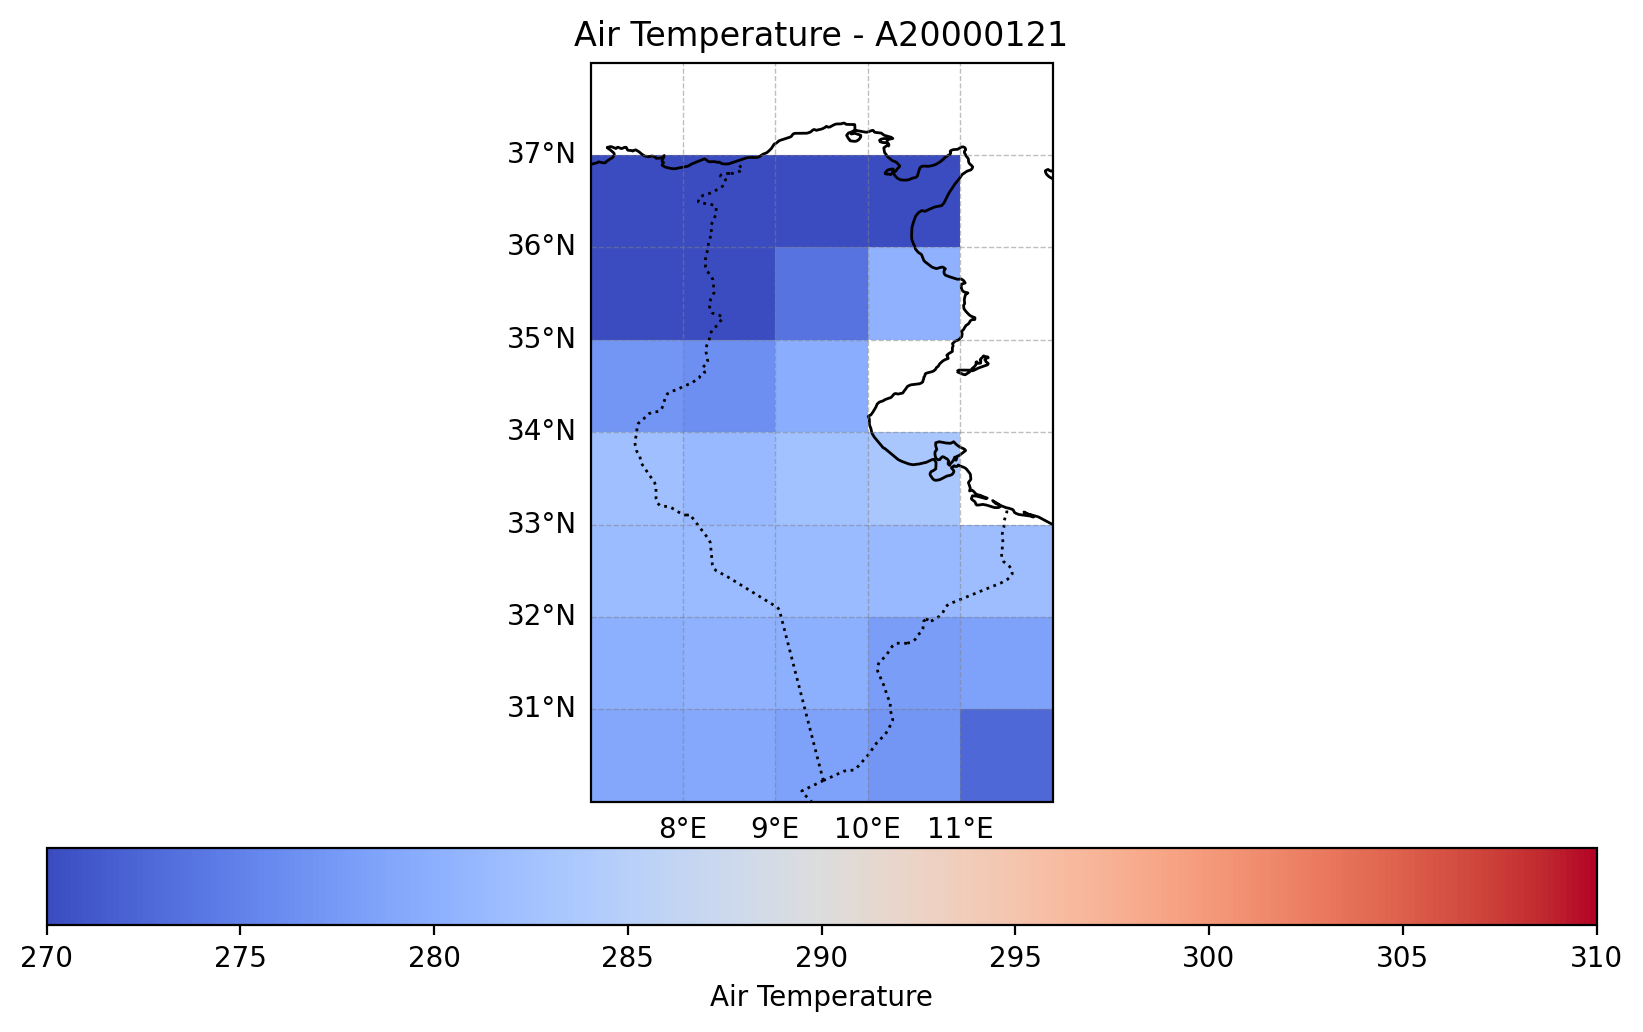 Air Temperature - A20000121
37°N
36°N
35°N
34°N
33°N
32°N
31°N
8°E 9°E 10°E 11°E
270 275 280 285 290 295 300 305 310
Air Temperature